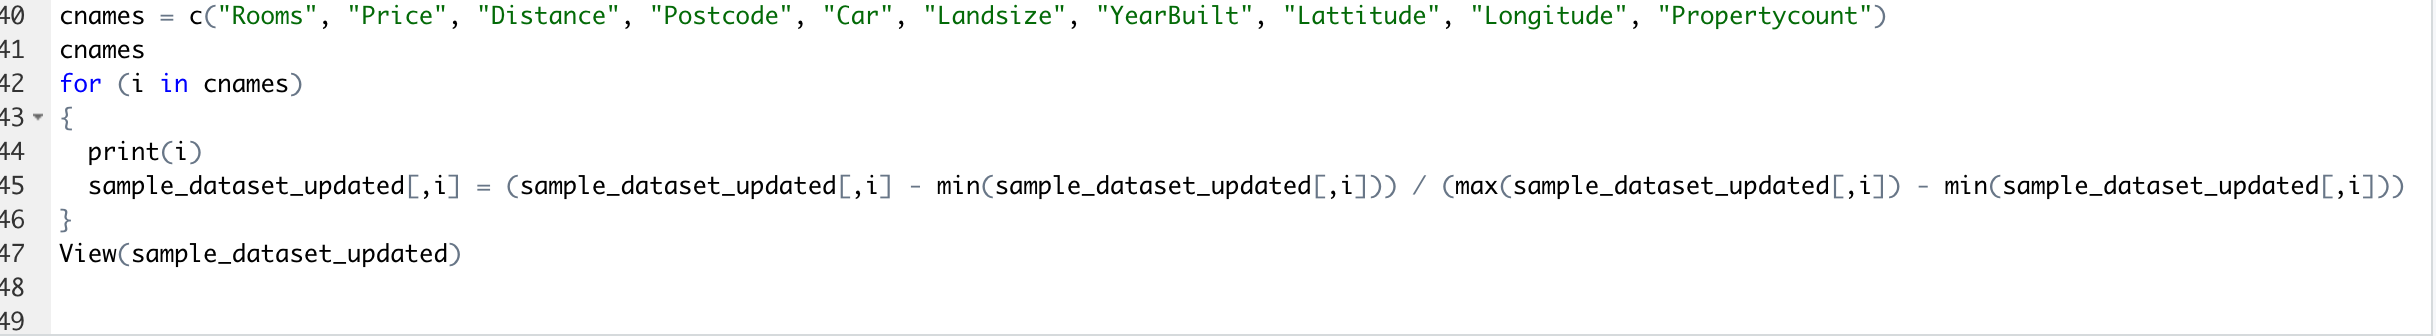 40 cnames = c("Rooms", "Price", "Distance", "Postcode", "Car", "Landsize", "YearBuilt", "Lattitude", "Longitude", "Propertycount")
41 cnames
42 for (i in cnames)
43 {
44 print(i)
45 sample_dataset_updated[,i] = (sample_dataset_updated[,i] - min(sample_dataset_updated[,i])) / (max(sample_dataset_updated[,i]) - min(sample_dataset_updated[,i]))
46 }
47 View(sample_dataset_updated)
48
49